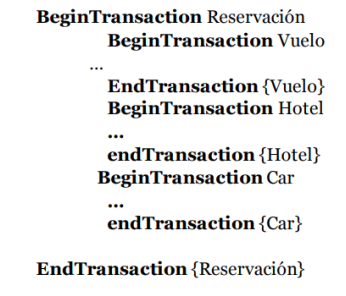 BeginTransaction Reservación
BeginTransaction Vuelo
...
EndTransaction {Vuelo}
BeginTransaction Hotel
...
endTransaction {Hotel}
BeginTransaction Car
...
endTransaction {Car}
EndTransaction {Reservación}